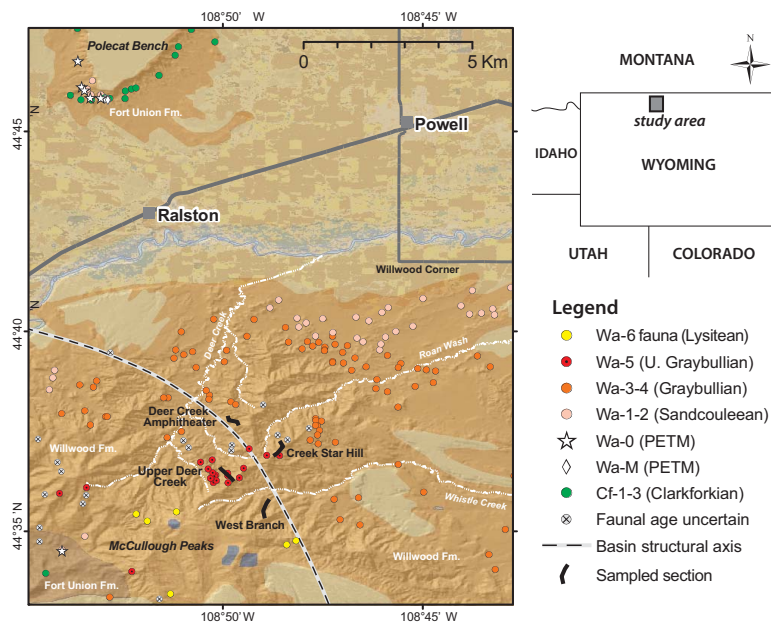 108°50' W
108°45' W
Polecat Bench
0
5 Km
Fort Union Fm.
44°45' N
Powell
Ralston
Willwood Corner
44°40' N
Deer Creek
Roan Wash
Deer Creek
Amphitheater
Willwood Fm.
Creek Star Hill
Upper Deer
Creek
Whistle Creek
44°35' N
West Branch
McCullough Peaks
Willwood Fm.
Fort Union Fm.
108°50' W
108°45' W
MONTANA
N
study area
IDAHO
WYOMING
UTAH
COLORADO
Legend
Wa-6 fauna (Lysitean)
Wa-5 (U. Graybullian)
Wa-3-4 (Graybullian)
Wa-1-2 (Sandcouleean)
Wa-0 (PETM)
Wa-M (PETM)
Cf-1-3 (Clarkforkian)
Faunal age uncertain
Basin structural axis
Sampled section